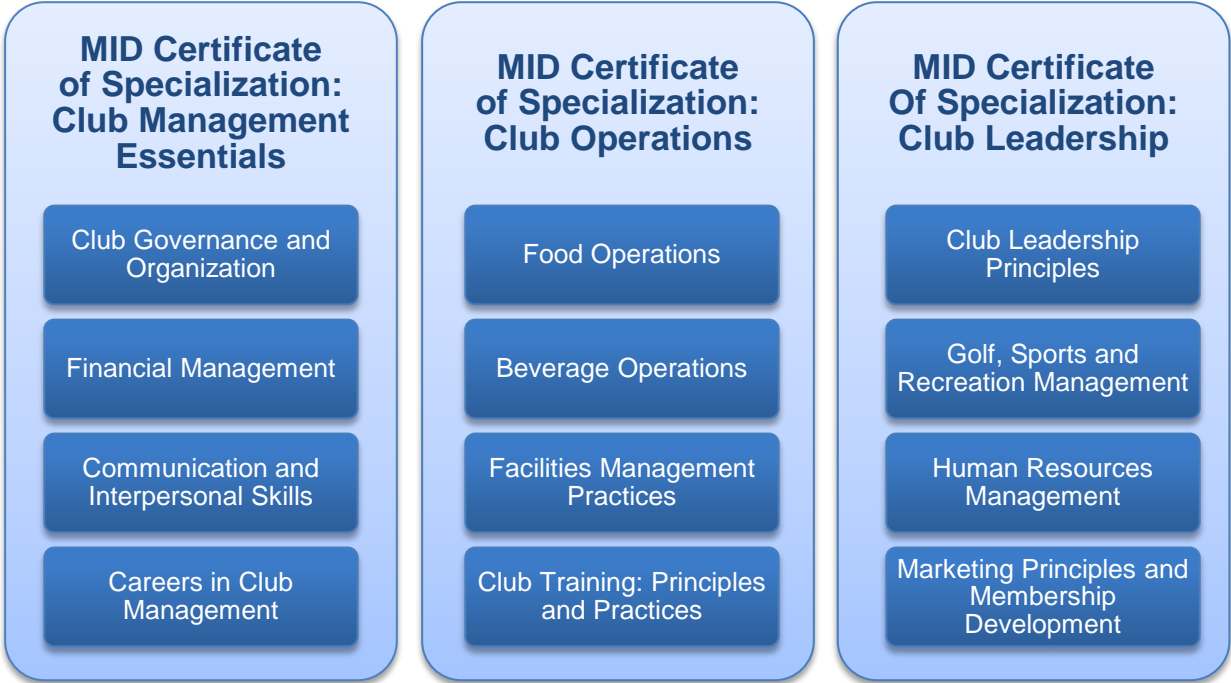 MID Certificate
of Specialization:
Club Management
Essentials
Club Governance and
Organization
Financial Management
Communication and
Interpersonal Skills
Careers in Club
Management
MID Certificate
of Specialization:
Club Operations
Food Operations
Beverage Operations
Facilities Management
Practices
Club Training: Principles
and Practices
MID Certificate
Of Specialization:
Club Leadership
Club Leadership
Principles
Golf, Sports and
Recreation Management
Human Resources
Management
Marketing Principles and
Membership
Development